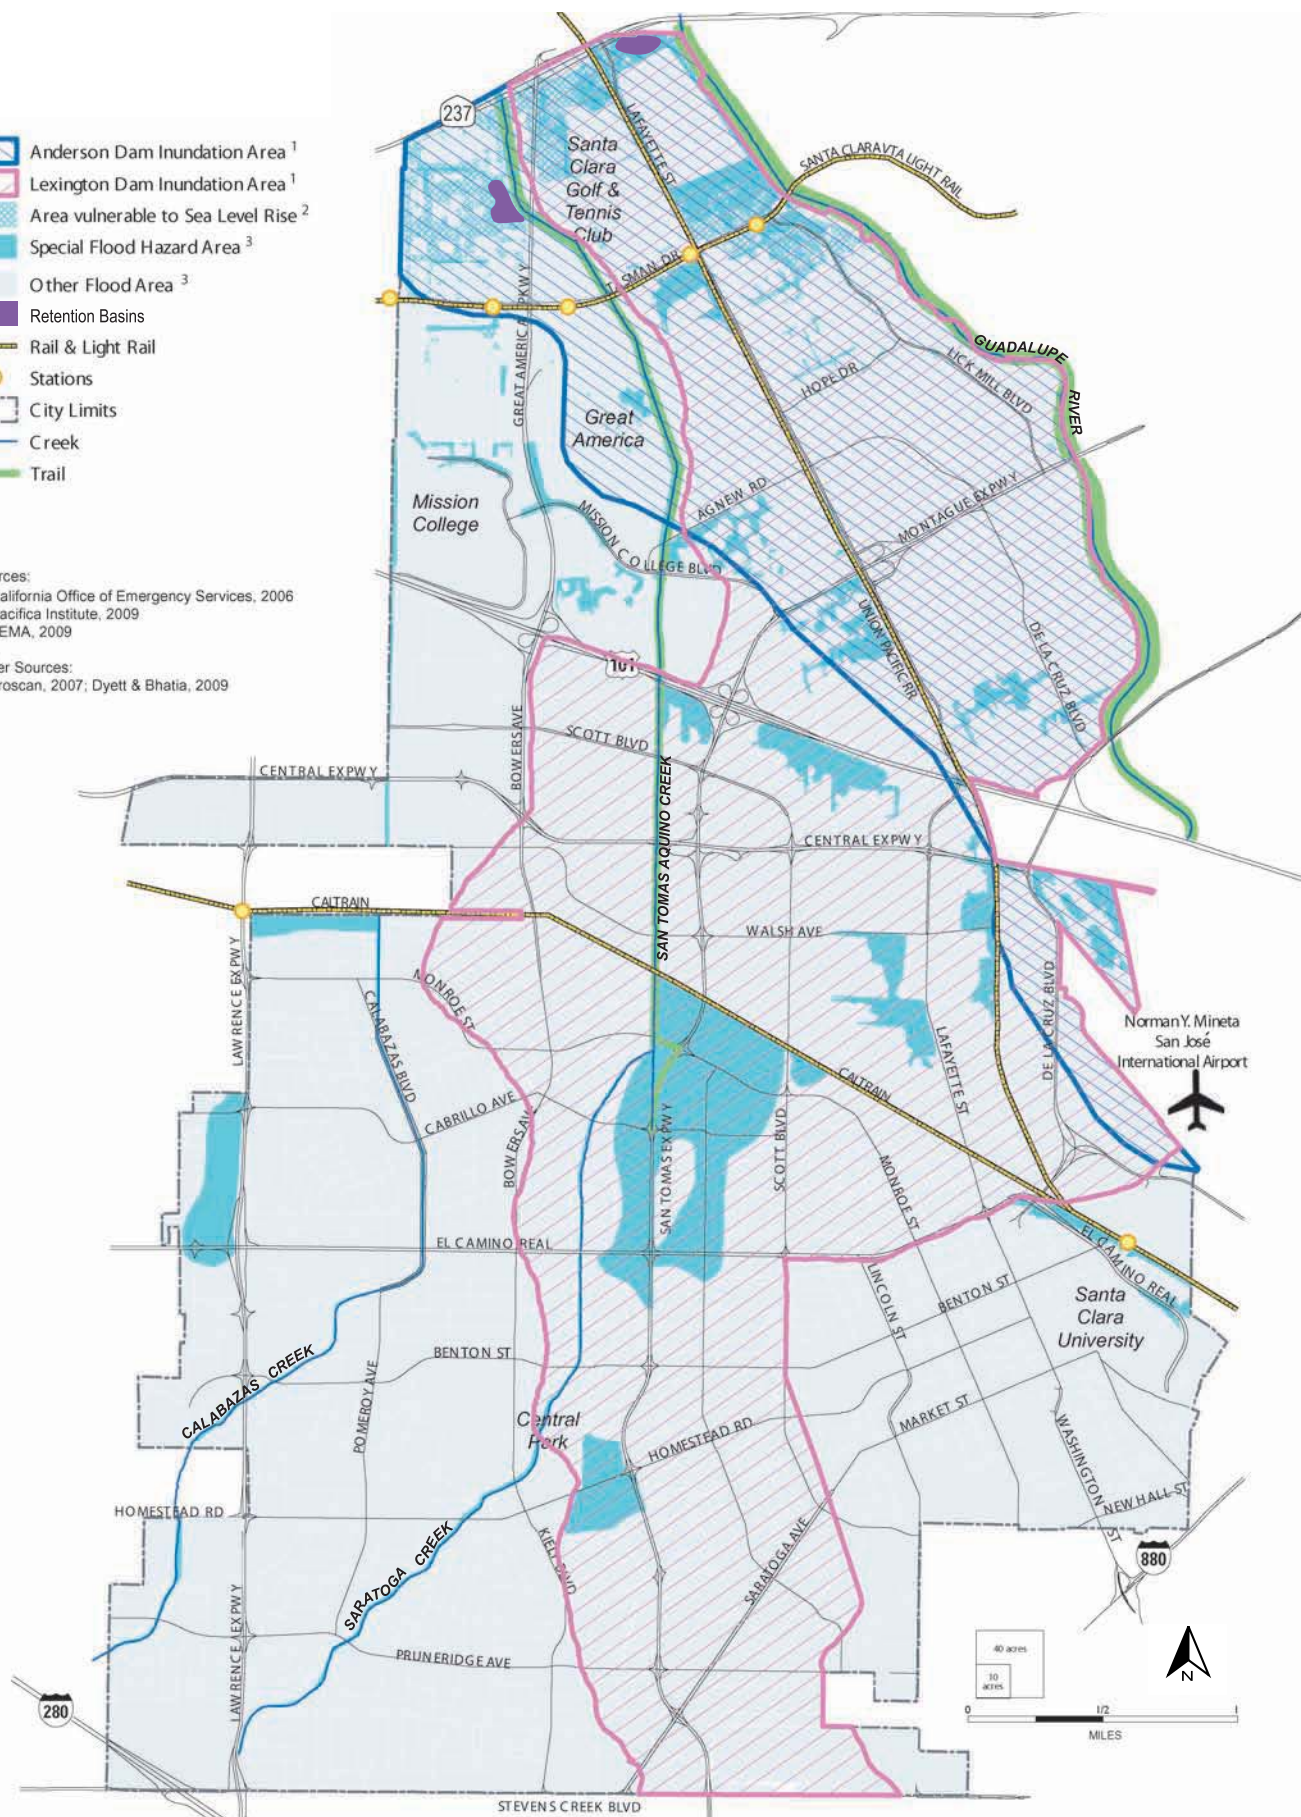 Anderson Dam Inundation Area 1
Lexington Dam Inundation Area 1
Area vulnerable to Sea Level Rise 2
Special Flood Hazard Area 3
Other Flood Area 3
Retention Basins
Rail & Light Rail
Stations
City Limits
Creek
Trail
rces:
alifornia Office of Emergency Services, 2006
acifica Institute, 2009
EMA, 2009
er Sources:
roscan, 2007; Dyett & Bhatia, 2009
237
LAFAYETTE ST
Santa
Clara
Golf &
Tennis
Club
SANTA CLARA VTA LIGHT RAIL
TASMAN DR
GREAT AMERICA PKWY
GUADALUPE
RIVER
LICK MILL BLVD
HOPE DR
Great
America
Mission
College
AGNEW RD
MONTAGUE EXPWY
MISSION COLLEGE BLVD
UNION PACIFIC RR
DE LA CRUZ BLVD
101
BOWERS AVE
SCOTT BLVD
CENTRAL EXPWY
SAN TOMAS AQUINO CREEK
CENTRAL EXPWY
CALTRAIN
WALSH AVE
LAWRENCE EXPWY
MONROE ST
CALABAZAS BLVD
DE LA CRUZ BLVD
Norman Y. Mineta
San José
International Airport
LAFAYETTE ST
CALTRAIN
CABRILLO AVE
BOWERS AV
SAN TOMAS EXPWY
SCOTT BLVD
MONROE ST
EL CAMINO REAL
EL CAMINO REAL
LINCOLN ST
BENTON ST
Santa
Clara
University
CALABAZAS CREEK
BENTON ST
POMEROY AVE
Central
Park
MARKET ST
HOMESTEAD RD
WASHINGTON ST
NEWHALL ST
HOMESTEAD RD
KIELY BLVD
SARATOGA CREEK
SARATOGA AVE
880
LAWRENCE EXPWY
PRUNERIDGE AVE
280
40 acres
10
acres
N
0 1/2 1
MILES
STEVENS CREEK BLVD